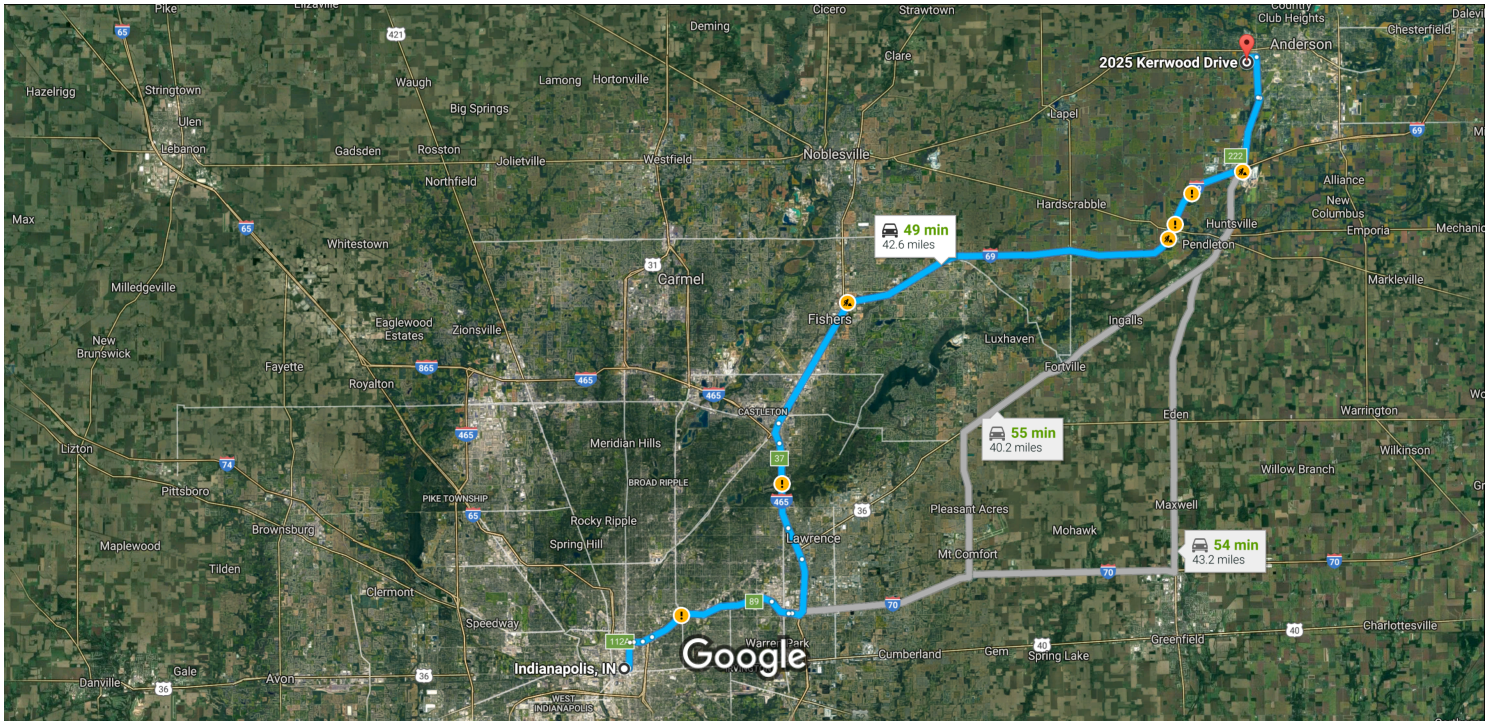 Pike
Elizaville
Cicero
Strawtown
Country
Club Heights
Dalevi
65
421
Deming
Chesterfield
Anderson
2025 Kerrwood Drive
Clare
Waugh
Lamong
Hortonville
Hazelrigg
Stringtown
Big Springs
Lapel
Ulen
69
Lebanon
Gadsden
Rosston
Jolietville
Westfield
Noblesville
222
Northfield
Alliance
Hardscrabble
New
Columbus
Max
65
Huntsville
Emporia
Mechanic
49 min
42.6 miles
Whitestown
Pendleton
69
31
Carmel
Markleville
Milledgeville
Fishers
Ingalls
Eaglewood
Estates
Zionsville
New
Brunswick
Luxhaven
Fayette
865
Fortville
Royalton
465
465
CASTLETON
Eden
Warrington
465
55 min
40.2 miles
Lizton
Meridian Hills
37
Wilkinson
74
Willow Branch
Pittsboro
PIKE TOWNSHIP
BROAD RIPPLE
465
Maxwell
65
36
Pleasant Acres
Rocky Ripple
Brownsburg
Mohawk
Maplewood
Spring Hill
Lawrence
54 min
43.2 miles
Mt Comfort
Tilden
70
70
Clermont
89
70
Speedway
Charlottesville
112A
40
Warren Park
40
Greenfield
Google
Cumberland
Gem
Spring Lake
Indianapolis, IN
Gale
Avon
36
Danville
36
WEST
INDIANAPOLIS